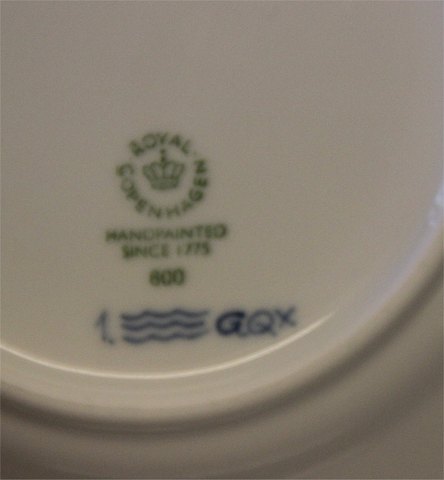 ROYAL
COPENHAGEN
HANDPAINTED
SINCE 1775
800
1. GQX